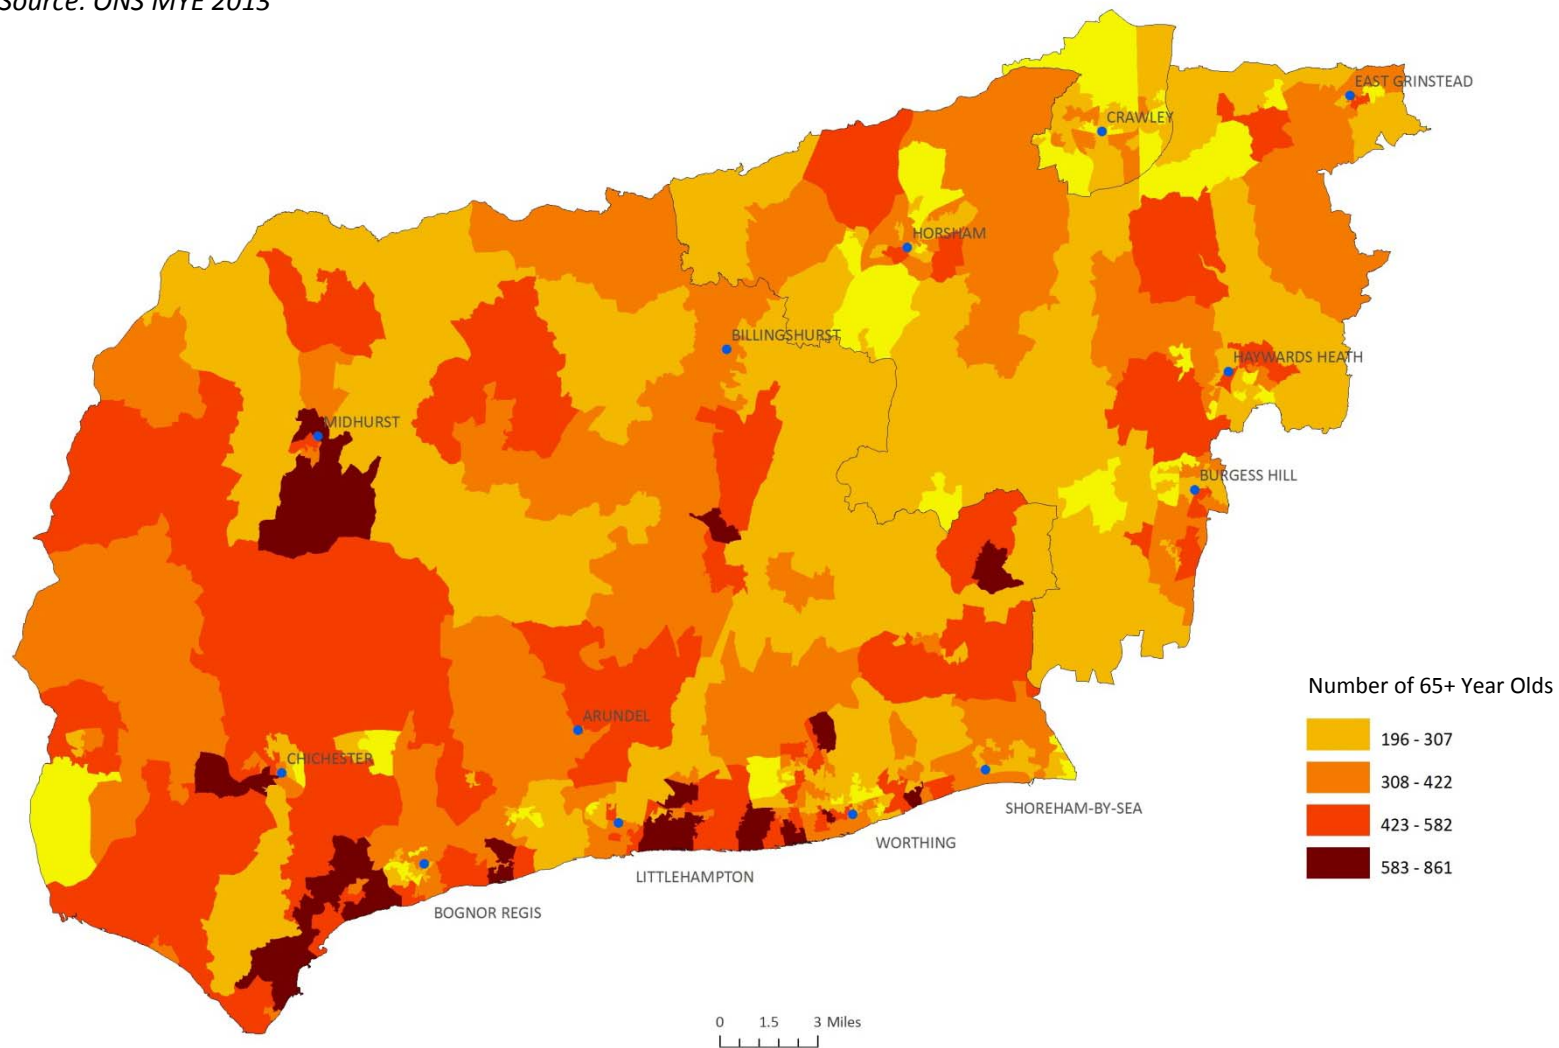 Source: ONS MYE 2013
EAST GRINSTEAD
CRAWLEY
HORSHAM
BILLINGSHURST
HAYWARDS HEATH
MIDHURST
BURGESS HILL
Number of 65+ Year Olds
ARUNDEL
196 - 307
CHICHESTER
308 - 422
SHOREHAM-BY-SEA
423 - 582
WORTHING
583 - 861
LITTLEHAMPTON
BOGNOR REGIS
0 1.5 3 Miles